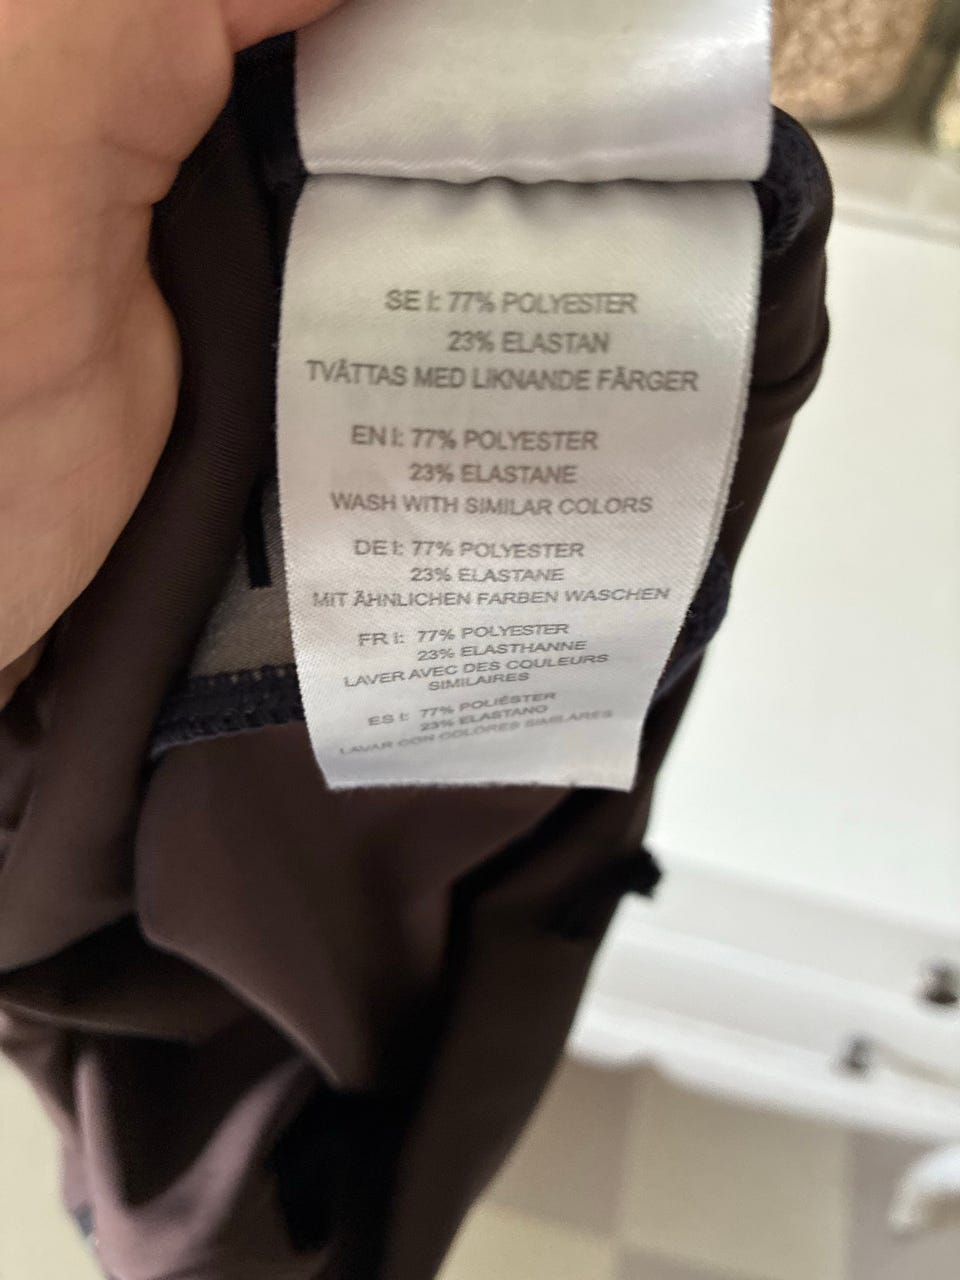 SE I: 77% POLYESTER
23% ELASTAN
TVÄTTAS MED LIKNANDE FÄRGER
EN I: 77% POLYESTER
23% ELASTANE
WASH WITH SIMILAR COLORS
DE I: 77% POLYESTER
23% ELASTANE
MIT ÄHNLICHEN FARBEN WASCHEN
FR I: 77% POLYESTER
23% ELASTHANNE
LAVER AVEC DES COULEURS
SIMILAIRES
ES I: 77% POLIÉSTER
23% ELASTANO
LAVAR CON COLORES SIMILARES